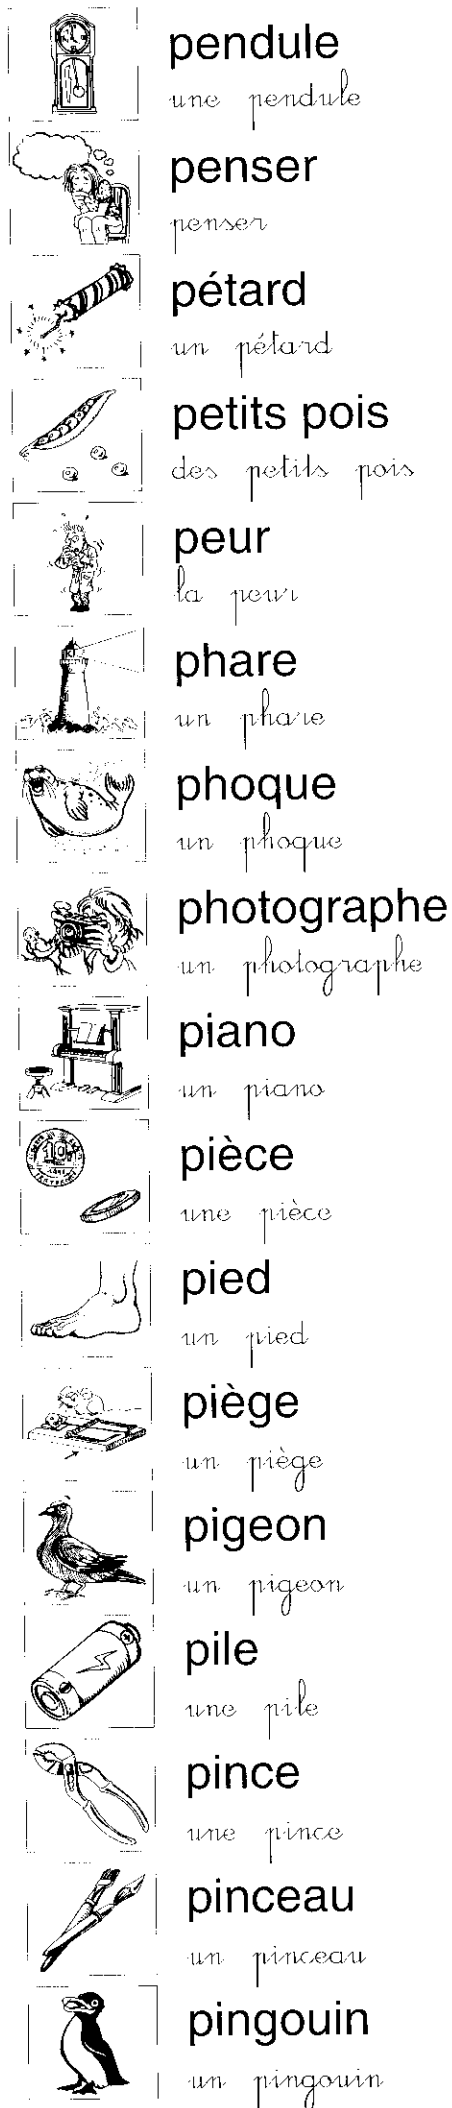 pendule
une pendule
penser
penser
pétard
un pétard
petits pois
des petits pois
peur
la peur
phare
un phare
phoque
un phoque
photographe
un photographe
piano
un piano
pièce
10
une pièce
pied
un pied
piège
un piège
pigeon
un pigeon
pile
une pile
pince
une pince
pinceau
un pinceau
pingouin
un pingouin